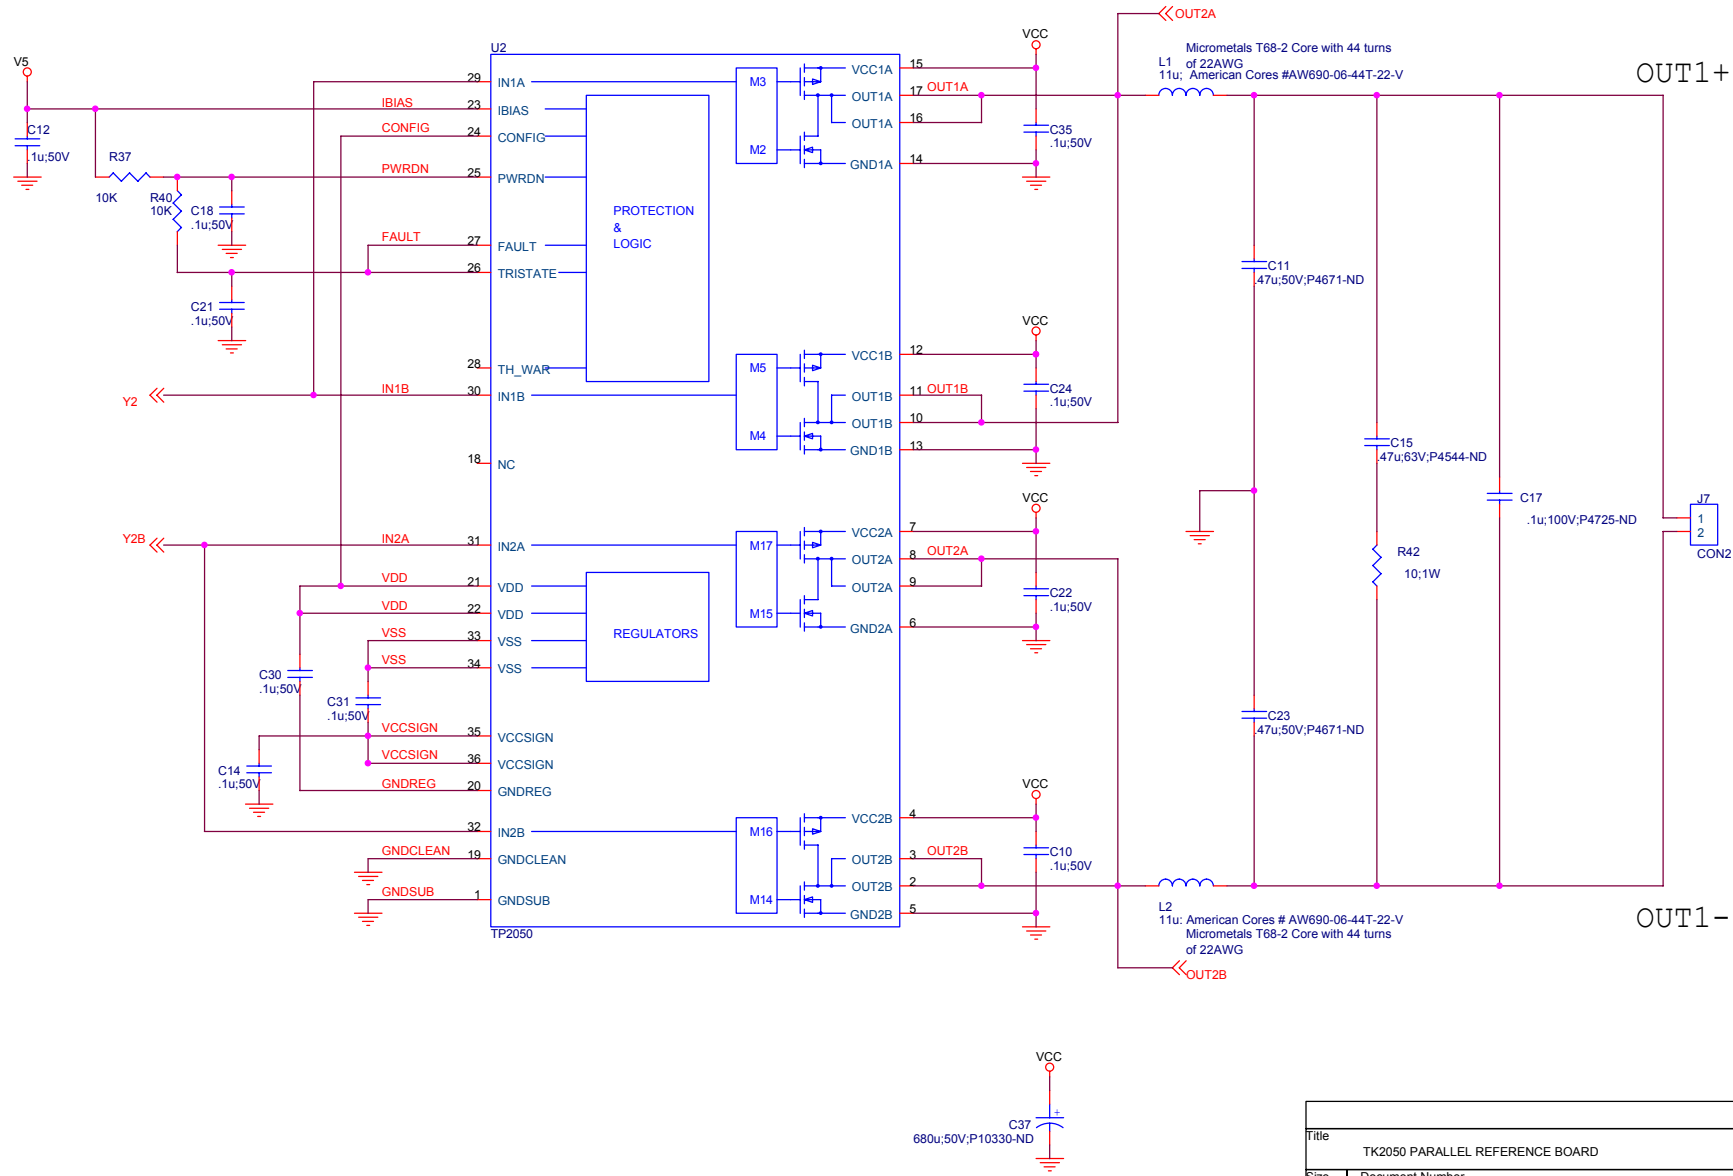 OUT2A
VCC
Micrometals T68-2 Core with 44 turns
L1 of 22AWG
11u; American Cores #AW690-06-44T-22-V
OUT1+
V5
U2
29 IN1A
M3
VCC1A 15
IBIAS 23 IBIAS
OUT1A 17 OUT1A
C12
.1u;50V
CONFIG 24 CONFIG
OUT1A 16
C35
.1u;50V
R37
10K
M2
GND1A 14
PWRDN 25 PWRDN
R40
10K
C18
.1u;50V
PROTECTION
&
LOGIC
FAULT 27 FAULT
26 TRISTATE
C11
.47u;50V;P4671-ND
C21
.1u;50V
VCC
28 TH_WAR
M5
VCC1B 12
Y2
IN1B 30 IN1B
OUT1B 11 OUT1B
C24
.1u;50V
OUT1B 10
M4
GND1B 13
C15
.47u;63V;P4544-ND
18 NC
VCC
C17
.1u;100V;P4725-ND
J7
1
2
CON2
Y2B
IN2A 31 IN2A
M17
VCC2A 7
OUT2A 8 OUT2A
R42
10;1W
VDD 21 VDD
OUT2A 9
C22
.1u;50V
VDD 22 VDD
M15
GND2A 6
VSS 33 VSS
REGULATORS
VSS 34 VSS
C30
.1u;50V
C31
.1u;50V
C23
.47u;50V;P4671-ND
VCCSIGN 35 VCCSIGN
VCCSIGN 36 VCCSIGN
C14
.1u;50V
GNDREG 20 GNDREG
VCC
32 IN2B
M16
VCC2B 4
GNDCLEAN 19 GNDCLEAN
OUT2B 3 OUT2B
C10
.1u;50V
OUT2B 2
GNDSUB 1 GNDSUB
M14
GND2B 5
TP2050
L2
11u: American Cores # AW690-06-44T-22-V
Micrometals T68-2 Core with 44 turns
of 22AWG
OUT1-
OUT2B
VCC
+
C37
680u;50V;P10330-ND
Title
TK2050 PARALLEL REFERENCE BOARD
Size Document Number